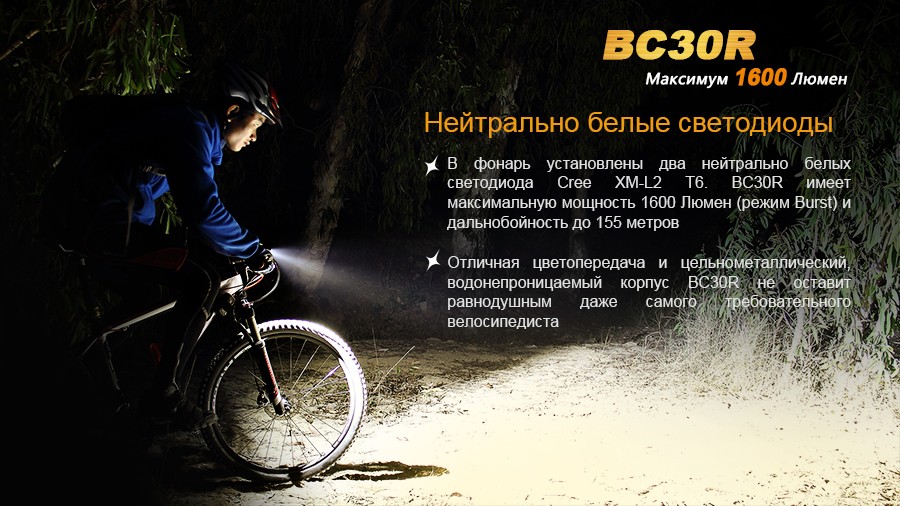 BC30R
Максимум 1600 Люмен
Нейтрально белые светодиоды
В фонарь установлены два нейтрально белых
светодиода Cree XM-L2 T6. BC30R имеет
максимальную мощность 1600 Люмен (режим Burst) и
дальнобойность до 155 метров
Отличная цветопередача и цельнометаллический,
водонепроницаемый корпус BC30R не оставит
равнодушным даже самого требовательного
велосипедиста